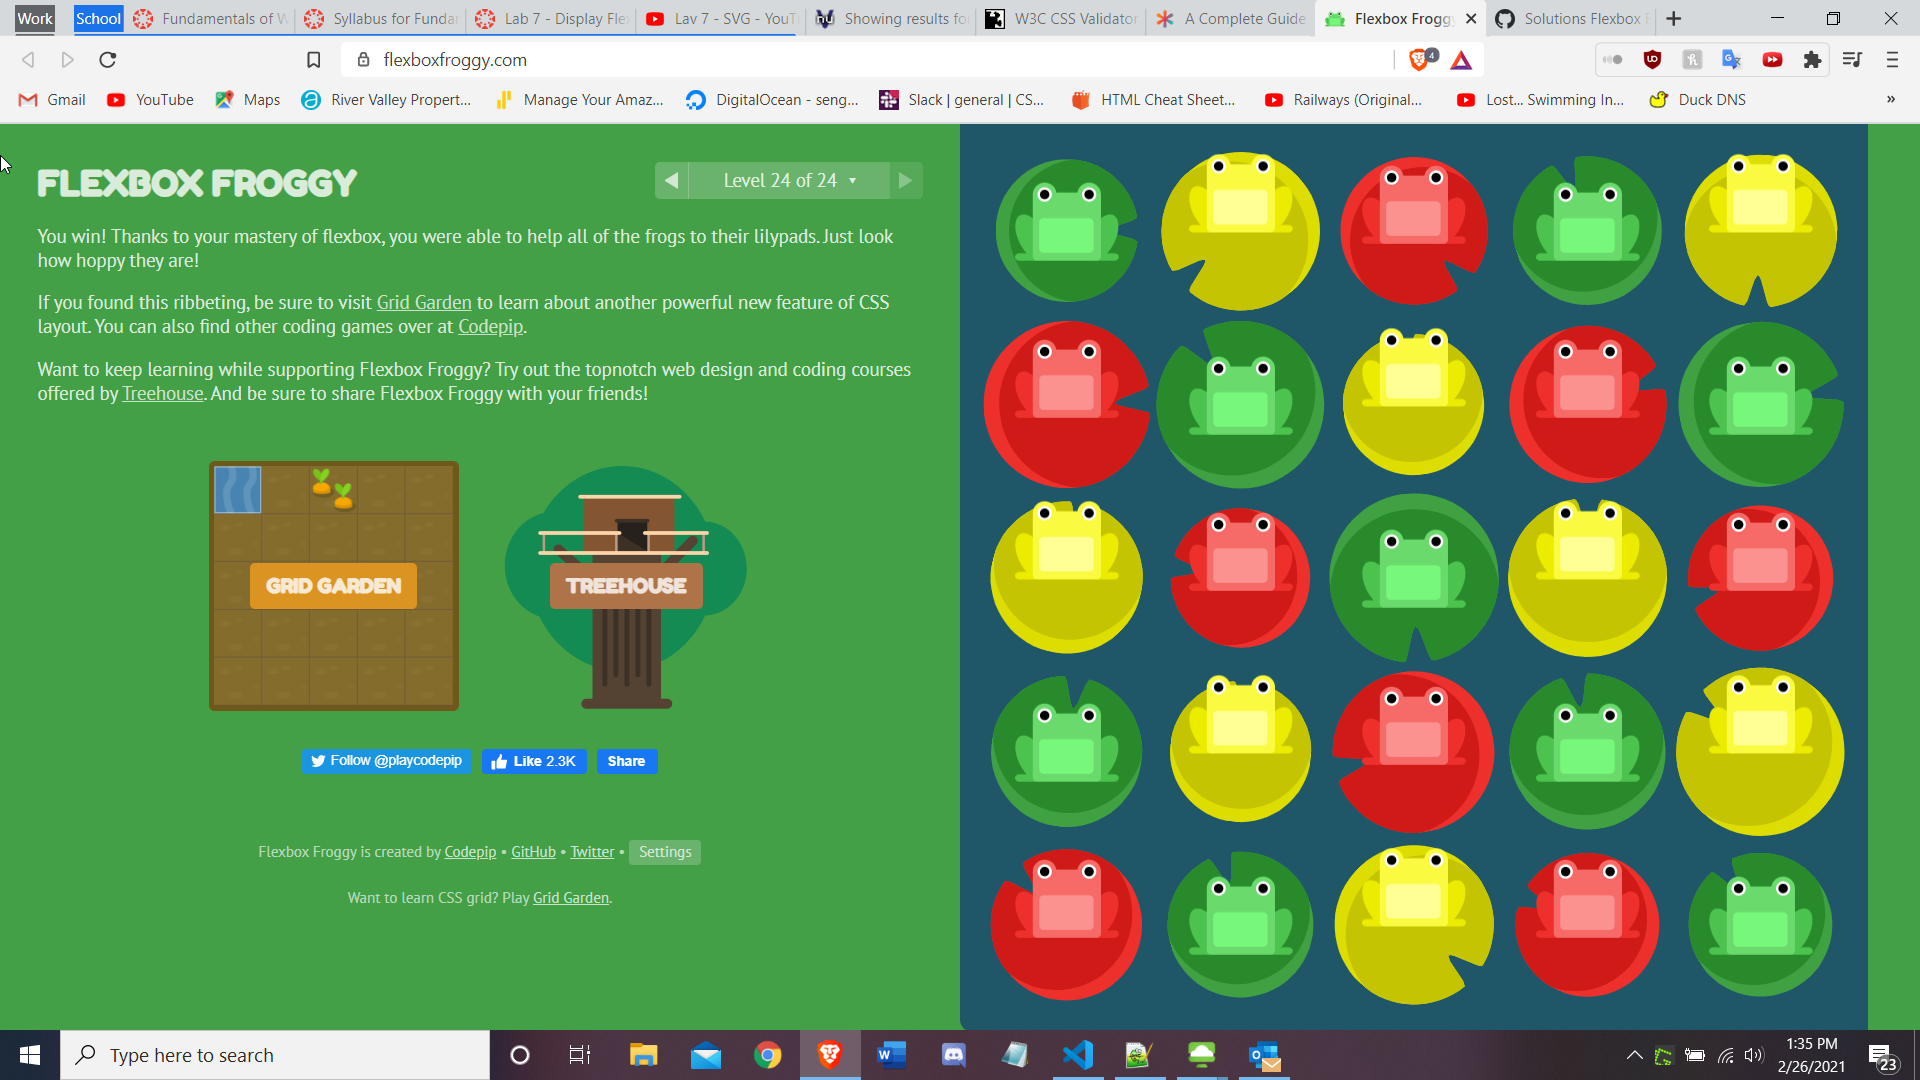 Work
School
Fundamentals of W
Syllabus for Funda
Lab 7 - Display Fle
Lav 7 - SVG - YouT
Showing results fo
W3C CSS Validator
A Complete Guide
Flexbox Froggy
Solutions Flexbox F
flexboxfroggy.com
4
Gmail
YouTube
Maps
River Valley Propert...
Manage Your Amaz...
DigitalOcean - seng...
Slack | general | CS...
HTML Cheat Sheet...
Railways (Original...
Lost... Swimming In...
Duck DNS
»
FLEXBOX FROGGY
Level 24 of 24
You win! Thanks to your mastery of flexbox, you were able to help all of the frogs to their lilypads. Just look
how hoppy they are!
If you found this ribbeting, be sure to visit Grid Garden to learn about another powerful new feature of CSS
layout. You can also find other coding games over at Codepip.
Want to keep learning while supporting Flexbox Froggy? Try out the topnotch web design and coding courses
offered by Treehouse. And be sure to share Flexbox Froggy with your friends!
GRID GARDEN
TREEHOUSE
Follow @playcodepip
Like 2.3K
Share
Flexbox Froggy is created by Codepip • GitHub • Twitter • Settings
Want to learn CSS grid? Play Grid Garden.
Type here to search
1:35 PM
2/26/2021
23